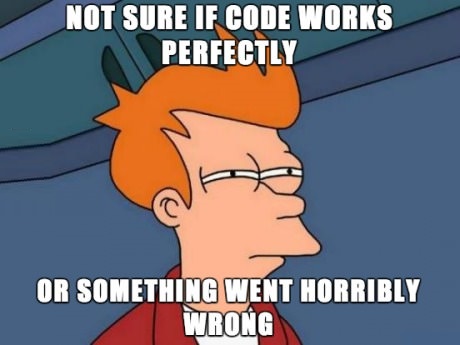 NOT SURE IF CODE WORKS
PERFECTLY
OR SOMETHING WENT HORRIBLY
WRONG